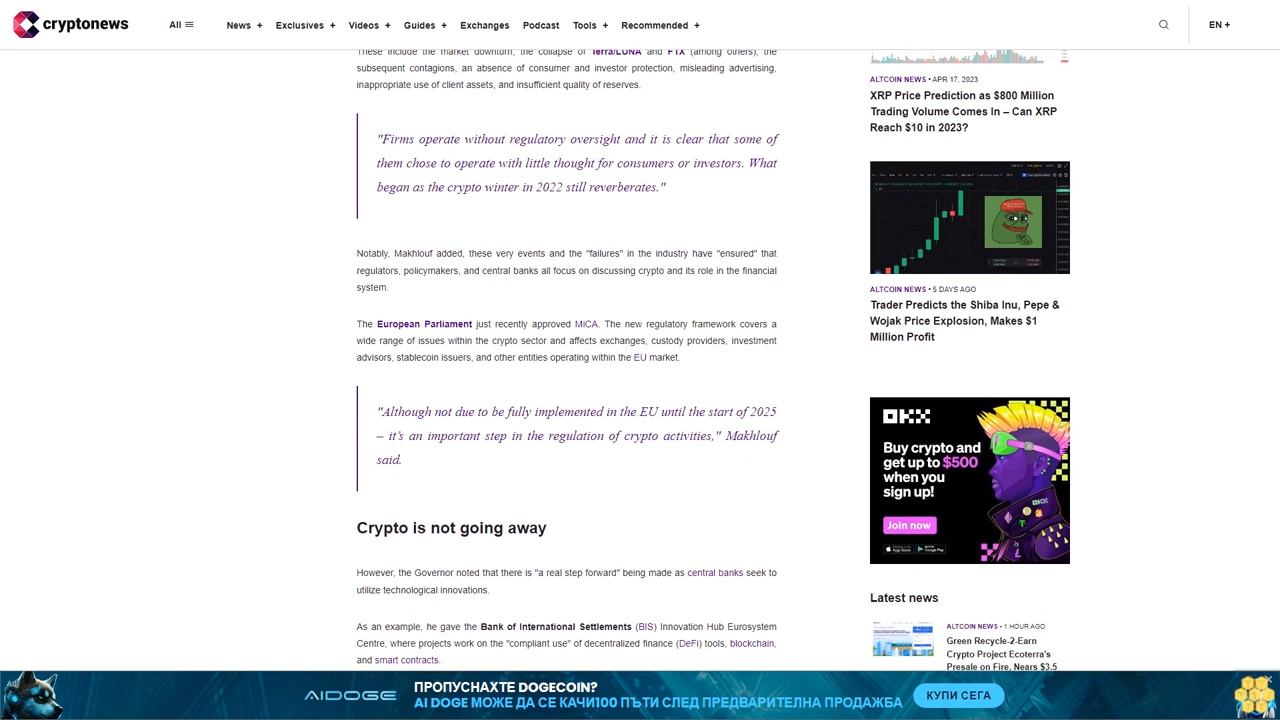 cryptonews
All
News +
Exclusives +
Videos +
Guides +
Exchanges
Podcast
Tools +
Recommended +
EN +
These include the market downturn, the collapse of Terra/LUNA and FTX (among others), the
subsequent contagions, an absence of consumer and investor protection, misleading advertising,
inappropriate use of client assets, and insufficient quality of reserves.
"Firms operate without regulatory oversight and it is clear that some of
them chose to operate with little thought for consumers or investors. What
began as the crypto winter in 2022 still reverberates."
Notably, Makhlouf added, these very events and the "failures" in the industry have "ensured" that
regulators, policymakers, and central banks all focus on discussing crypto and its role in the financial
system.
The European Parliament just recently approved MiCA. The new regulatory framework covers a
wide range of issues within the crypto sector and affects exchanges, custody providers, investment
advisors, stablecoin issuers, and other entities operating within the EU market.
"Although not due to be fully implemented in the EU until the start of 2025
– it's an important step in the regulation of crypto activities," Makhlouf
said.
Crypto is not going away
However, the Governor noted that there is "a real step forward" being made as central banks seek to
utilize technological innovations.
As an example, he gave the Bank of International Settlements (BIS) Innovation Hub Eurosystem
Centre, where projects work on the "compliant use" of decentralized finance (DeFi) tools, blockchain,
and smart contracts.
ALTCOIN NEWS • APR 17, 2023
XRP Price Prediction as $800 Million
Trading Volume Comes In – Can XRP
Reach $10 in 2023?
ALTCOIN NEWS • 5 DAYS AGO
Trader Predicts the Shiba Inu, Pepe &
Wojak Price Explosion, Makes $1
Million Profit
OKX
Buy crypto and
get up to $500
when you
sign up!
Join now
App Store
Google Play
Latest news
ALTCOIN NEWS • 1 HOUR AGO
Green Recycle-2-Earn
Crypto Project Ecoterra's
Presale on Fire, Nears $3.5
Ad
AIDOGE
ПРОПУСНАХТЕ DOGECOIN?
AI DOGE МОЖЕ ДА СЕ КАЧИ100 ПЪТИ СЛЕД ПРЕДВАРИТЕЛНА ПРОДАЖБА
КУПИ СЕГА